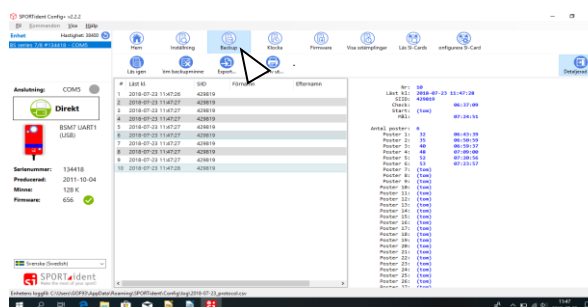 SPORTident Config+ v2.2.2
Kommandon Visa Hjälp
Enhet Hastighet: 38400
BS series 7/8 #134418 - COM5
Hem Inställning Backup Klocka Firmware Visa odstämplingar Läs SI-Cards
Läs igen Export...
Detaljerad
Anslutning: COM5
Direkt
BSM7 UART1
(USB)
Serienummer: 134418
Producerad: 2011-10-04
Minne: 128 K
Firmware: 656
Svenska (Swedish)
SPORTident
# Läst kl SIID Förnamn Efternamn
1 2018-07-23 11:47:26 429819
2 2018-07-23 11:47:27 429819
3 2018-07-23 11:47:27 429819
4 2018-07-23 11:47:27 429819
5 2018-07-23 11:47:27 429819
6 2018-07-23 11:47:27 429819
7 2018-07-23 11:47:27 429819
8 2018-07-23 11:47:27 429819
9 2018-07-23 11:47:27 429819
10 2018-07-23 11:47:28 429819
Nr: 10
Läst kl: 2018-07-23 11:47:28
SIID: 429819
Check: 06:37:09
Start: (tom)
Mål: 07:24:51
Antal poster: 6
Poster 1: 32 06:43:39
Poster 2: 35 06:50:59
Poster 3: 40 06:59:37
Poster 4: 48 07:09:00
Poster 5: 52 07:20:56
Poster 6: 53 07:23:57
Poster 7: (tom)
Poster 8: (tom)
Poster 9: (tom)
Poster 10: (tom)
Poster 11: (tom)
Poster 12: (tom)
Poster 13: (tom)
Poster 14: (tom)
Poster 15: (tom)
Poster 16: (tom)
Poster 17: (tom)
Poster 18: (tom)
Poster 19: (tom)
Poster 20: (tom)
Poster 21: (tom)
Poster 22: (tom)
Poster 23: (tom)
Poster 24: (tom)
Poster 25: (tom)
Poster 26: (tom)
11:47